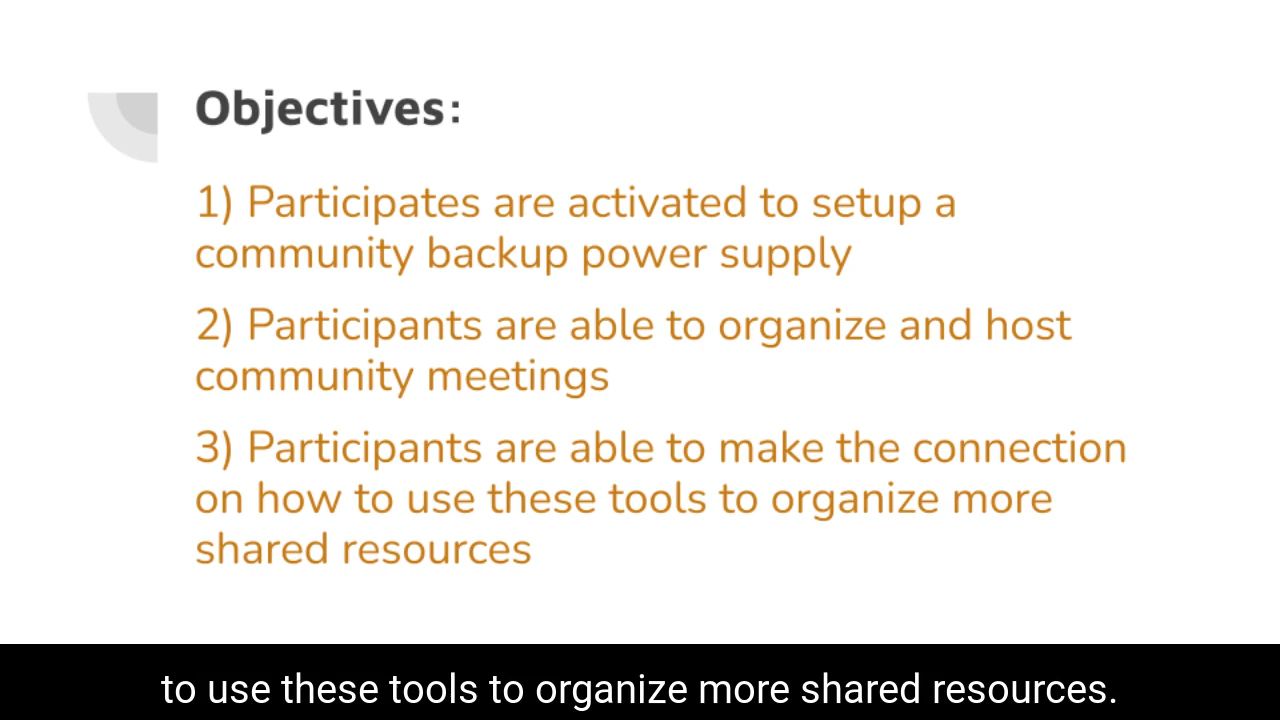 Objectives:
1) Participates are activated to setup a
community backup power supply
2) Participants are able to organize and host
community meetings
3) Participants are able to make the connection
on how to use these tools to organize more
shared resources
to use these tools to organize more shared resources.